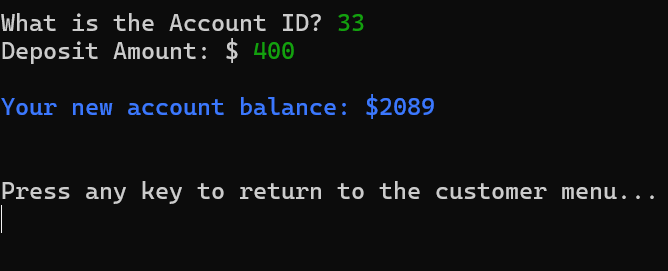 What is the Account ID? 33
Deposit Amount: $ 400
Your new account balance: $2089
Press any key to return to the customer menu...